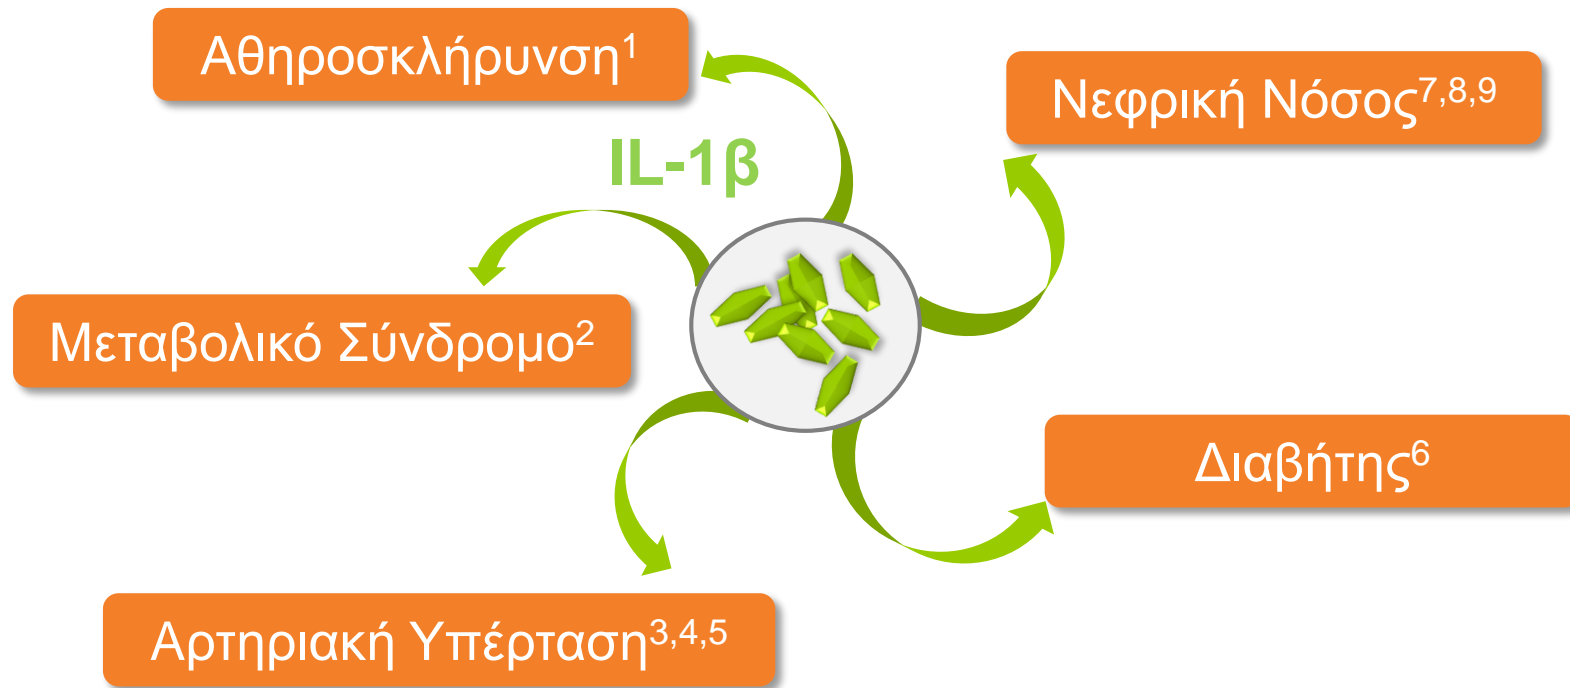 Αθηροσκλήρυνση1
Νεφρική Νόσος7,8,9
IL-1β
Μεταβολικό Σύνδρομο2
Διαβήτης6
Αρτηριακή Υπέρταση3,4,5